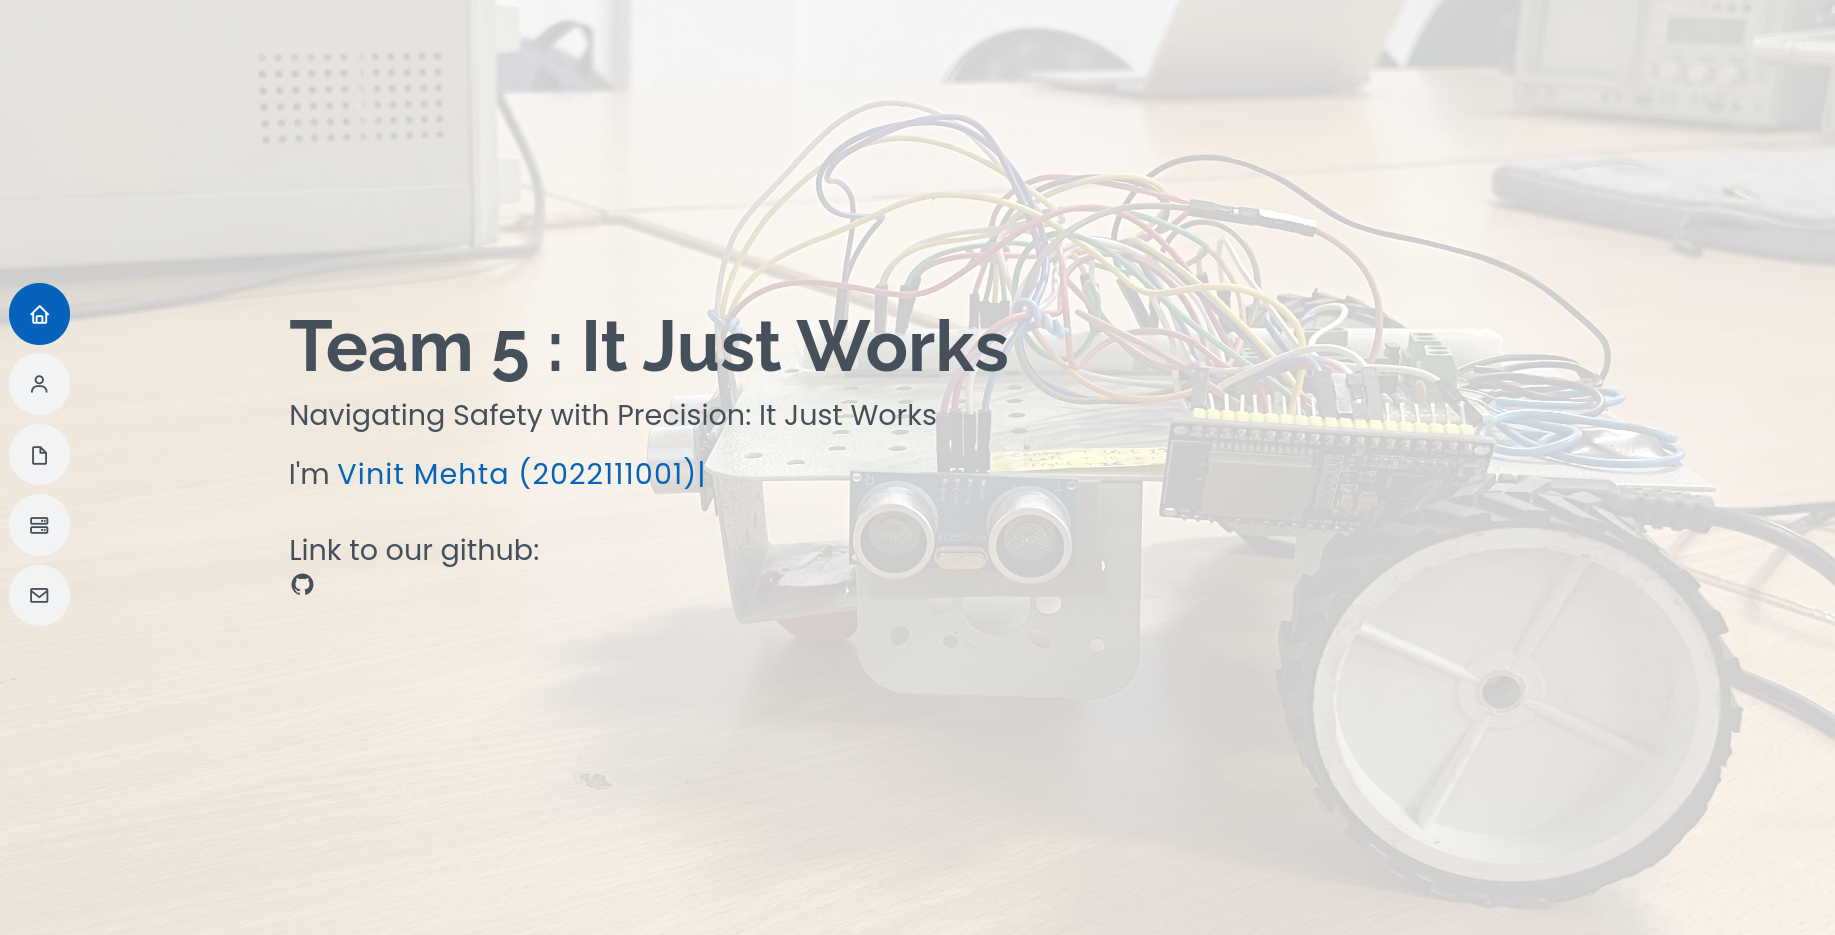 Team 5 : It Just Works
Navigating Safety with Precision: It Just Works
I'm Vinit Mehta (2022111001)|
Link to our github: